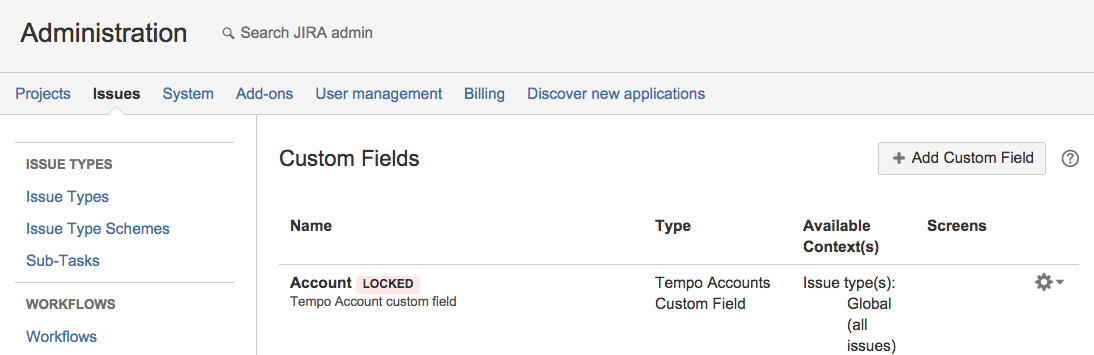 Administration
Search JIRA admin
Projects Issues System Add-ons User management Billing Discover new applications
ISSUE TYPES
Issue Types
Issue Type Schemes
Sub-Tasks
WORKFLOWS
Workflows
Custom Fields
+ Add Custom Field ?
Name Type Available Context(s) Screens
Account LOCKED
Tempo Account custom field
Tempo Accounts
Custom Field
Issue type(s):
Global
(all
issues)